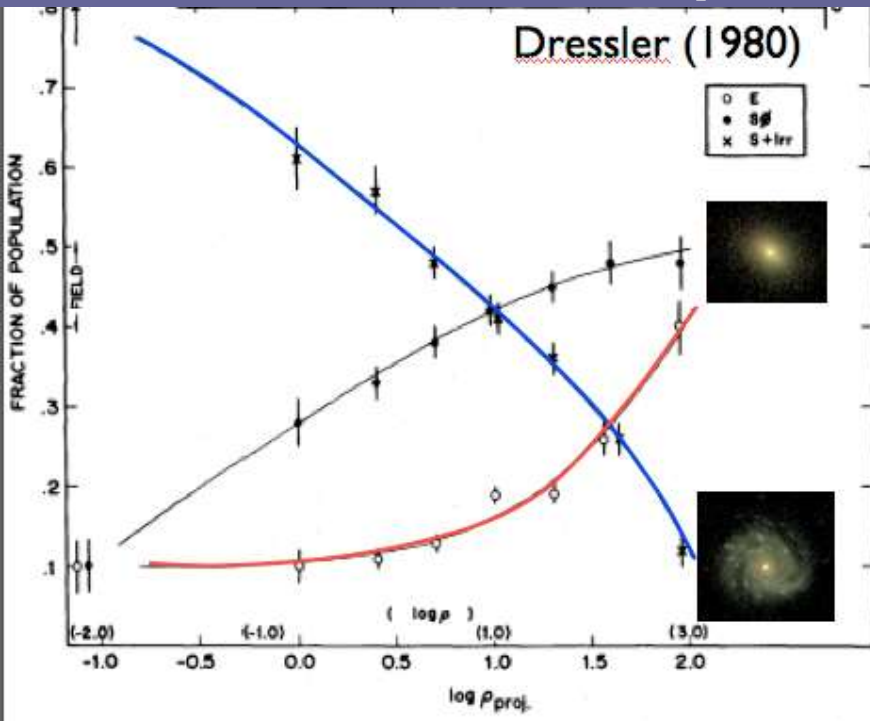 Dressler (1980)
E
SØ
S+Irr
FRACTION OF POPULATION
FIELD
.7
.6
.5
.4
.3
.2
.1
( log ρ )
(-2.0) (-1.0) (1.0) (3.0)
-1.0 -0.5 0.0 0.5 1.0 1.5 2.0
log ρproj.